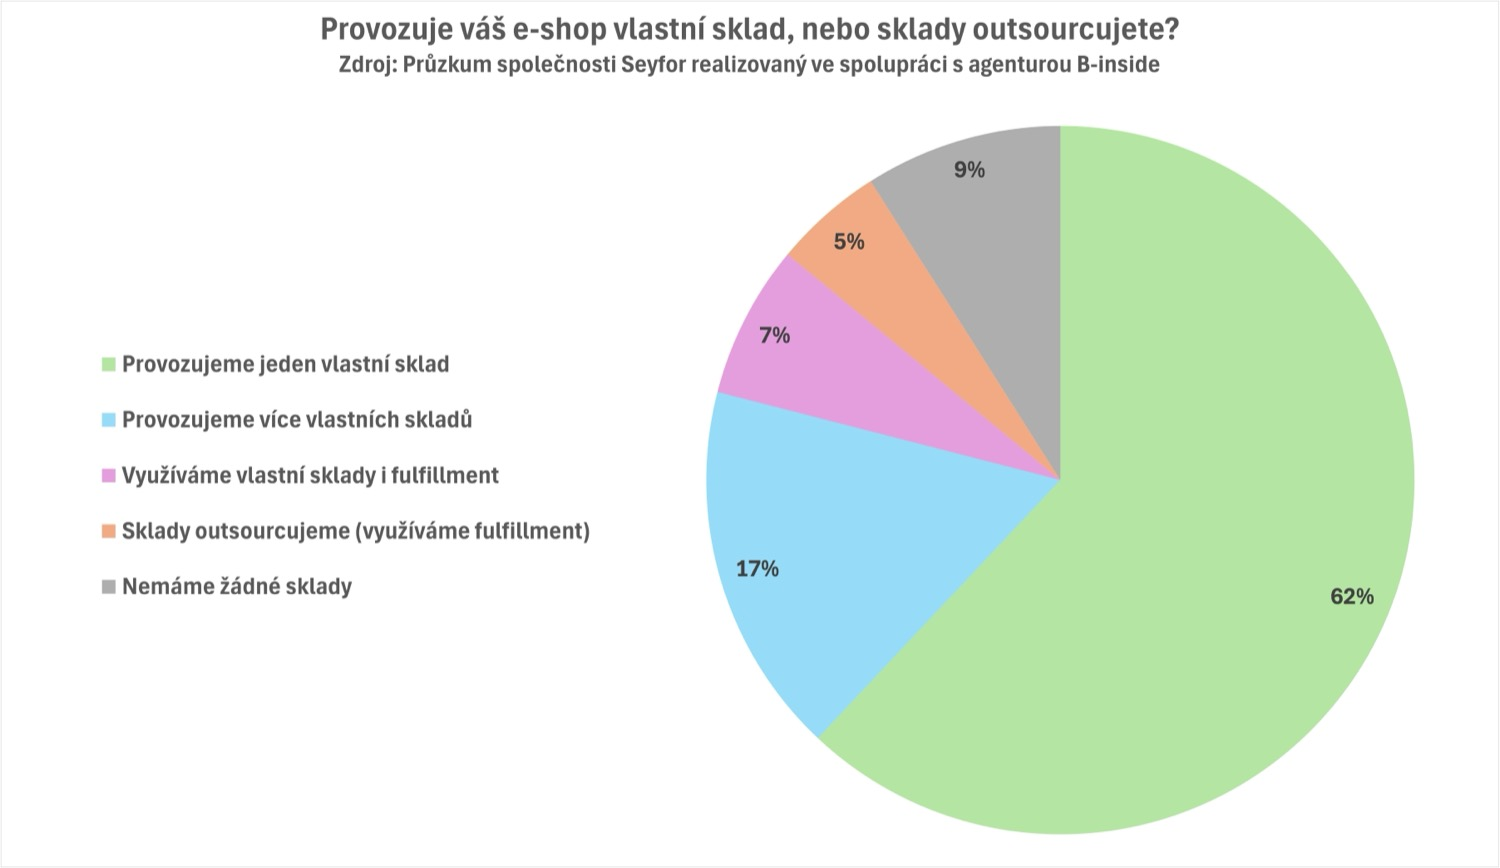 Provozuje váš e-shop vlastní sklad, nebo sklady outsourcujete?
Zdroj: Průzkum společnosti Seyfor realizovaný ve spolupráci s agenturou B-inside
Provozujeme jeden vlastní sklad
Provozujeme více vlastních skladů
Využíváme vlastní sklady i fulfillment
Sklady outsourcujeme (využíváme fulfillment)
Nemáme žádné sklady
9%
5%
7%
17%
62%